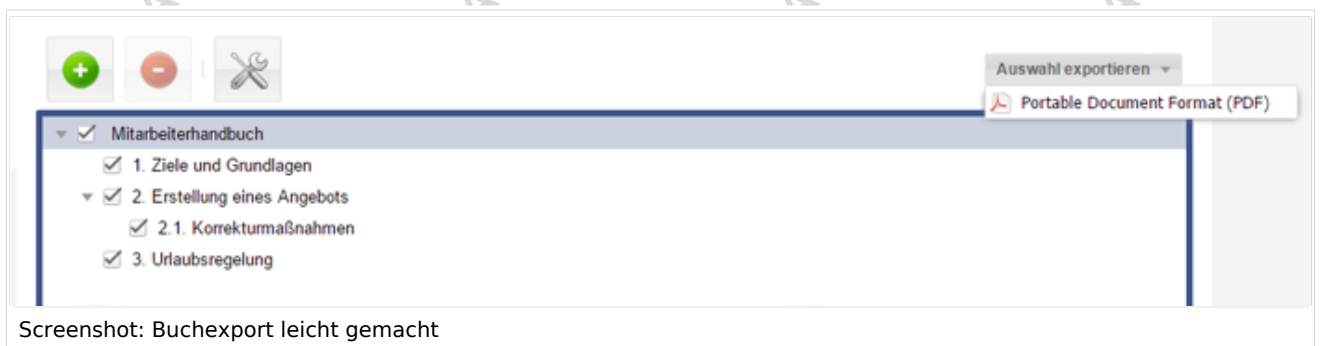 Auswahl exportieren
Portable Document Format (PDF)
Mitarbeiterhandbuch
1. Ziele und Grundlagen
2. Erstellung eines Angebots
2.1. Korrekturmaßnahmen
3. Urlaubsregelung
Screenshot: Buchexport leicht gemacht